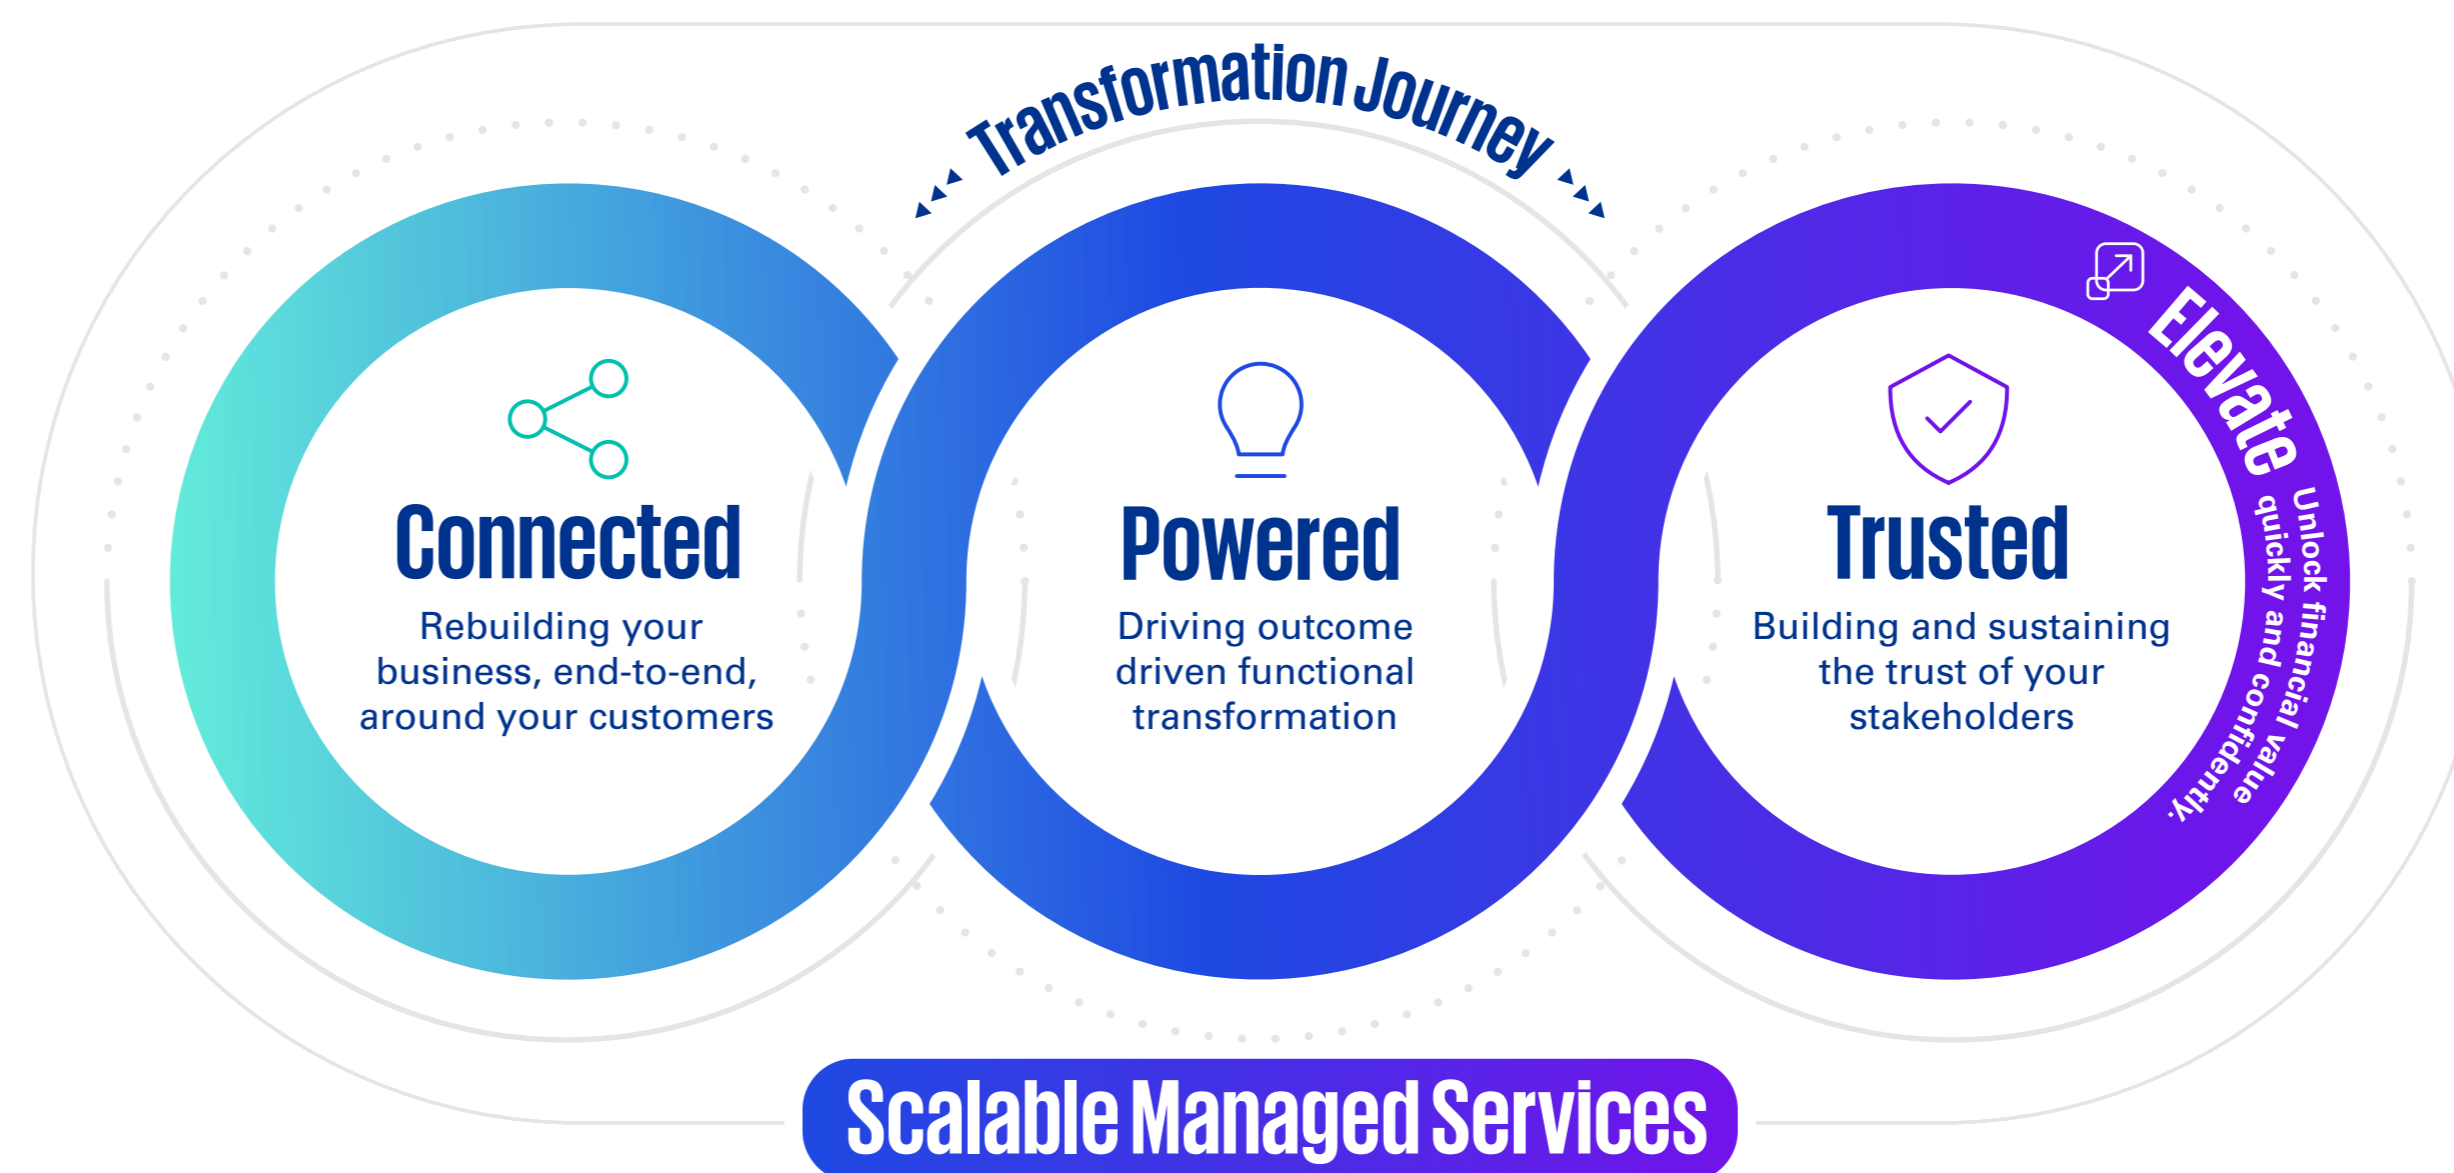 Transformation Journey
Connected
Rebuilding your
business, end-to-end,
around your customers
Powered
Driving outcome
driven functional
transformation
Trusted
Building and sustaining
the trust of your
stakeholders
Elevate
Unlock financial value
quickly and confidently.
Scalable Managed Services